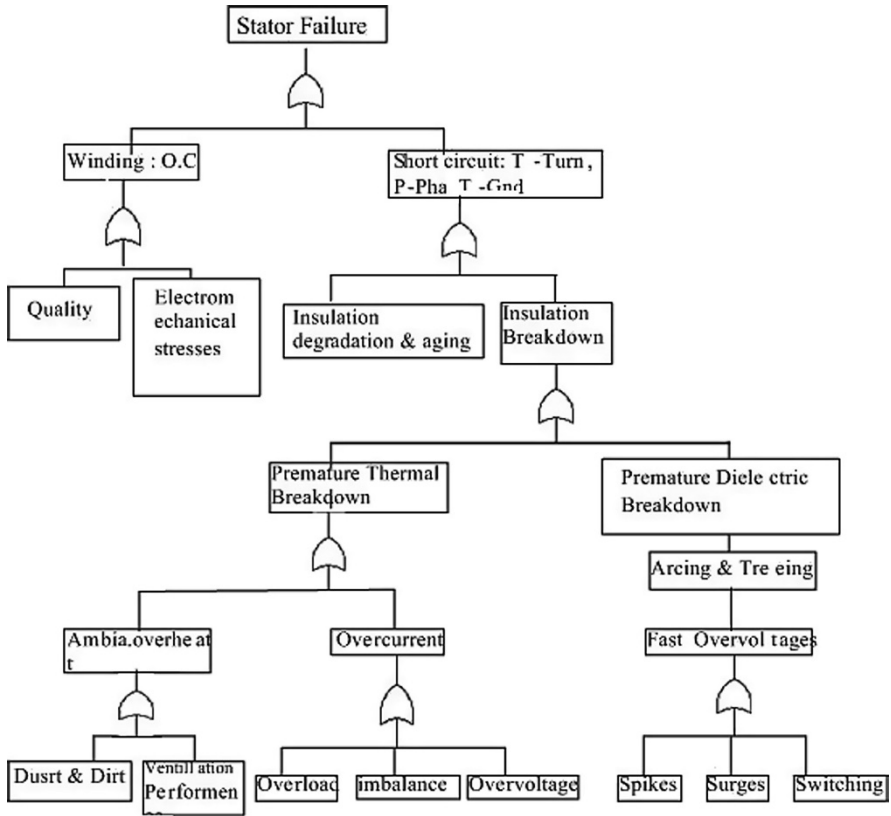 Stator Failure
Winding : O.C
Short circuit: T -Turn ,
P-Pha T -Gnd
Quality
Electrom
echanical
stresses
Insulation
degradation & aging
Insulation
Breakdown
Premature Thermal
Breakdown
Premature Diele ctric
Breakdown
Arcing & Tre eing
Ambia.overhe at
t
Overcurrent
Fast Overvol tages
Dusrt & Dirt
Ventill ation
Performen
Overload
imbalance
Overvoltage
Spikes
Surges
Switching